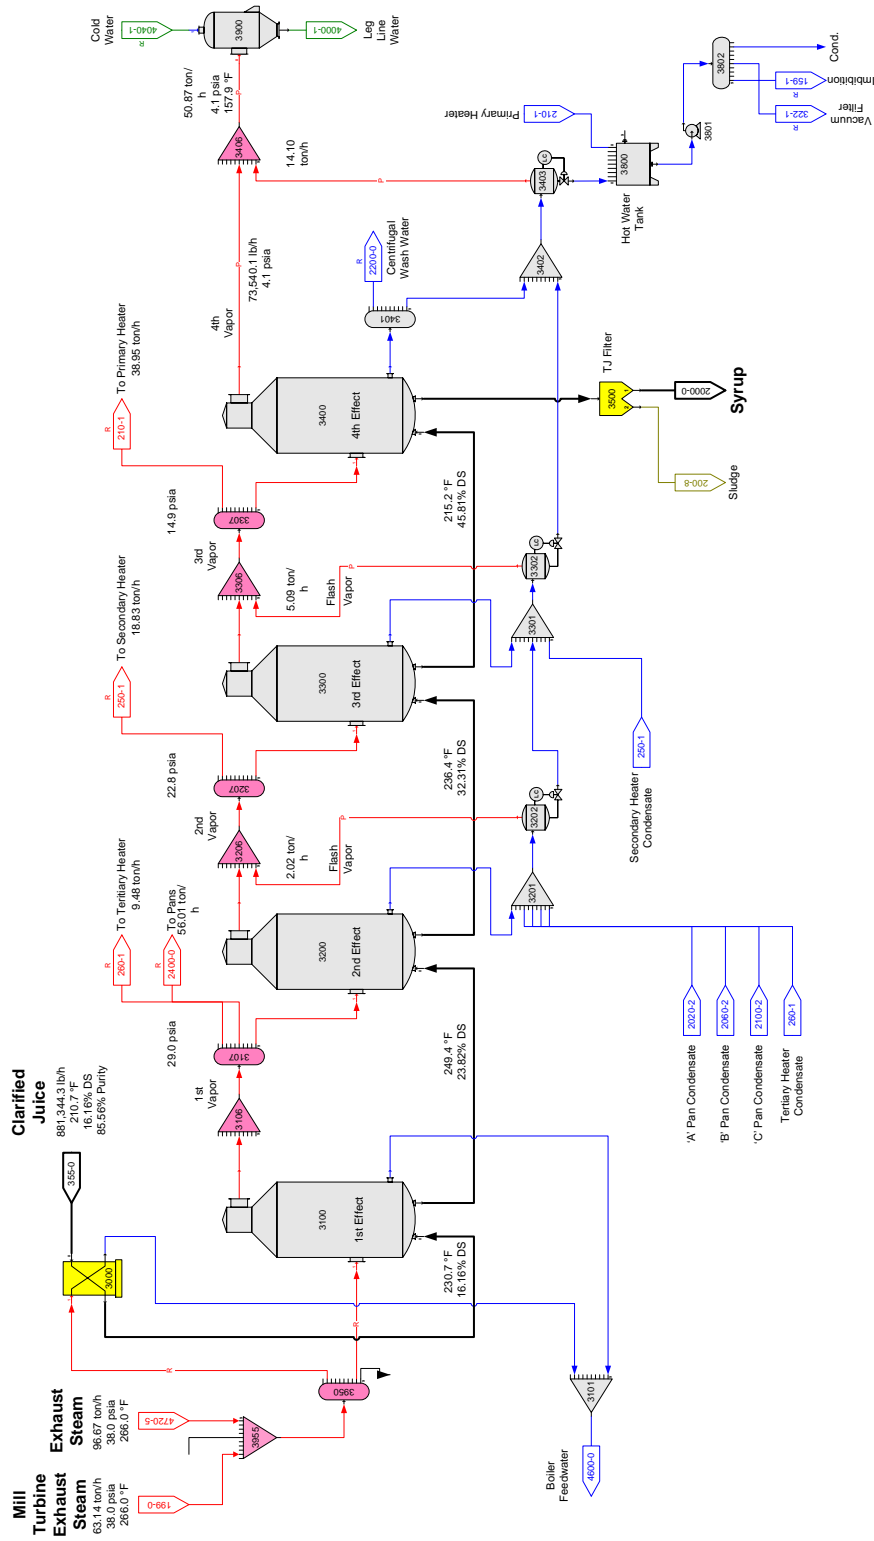 Mill
Turbine
Exhaust
Steam
63.14 ton/h
38.0 psia
266.0 °F
199-0
Exhaust
Steam
96.67 ton/h
38.0 psia
266.0 °F
4720-5
3955
3950
R
R
Clarified
Juice
881,344.3 lb/h
210.7 °F
16.16% DS
85.56% Purity
355-0
3000
230.7 °F
16.16% DS
3100
1st Effect
3101
4600-0
Boiler
Feedwater
3106
1st
Vapor
3107
29.0 psia
R
260-1
To Teritiary Heater
9.48 ton/h
R
2400-0
To Pans
56.01 ton/
h
249.4 °F
23.82% DS
3200
2nd Effect
2020-2
'A' Pan Condensate
2060-2
'B' Pan Condensate
2100-2
'C' Pan Condensate
260-1
Tertiary Heater
Condensate
3201
3202
LC
P
Flash
Vapor
2.02 ton/
h
3206
2nd
Vapor
3207
22.8 psia
R
250-1
To Secondary Heater
18.83 ton/h
236.4 °F
32.31% DS
3300
3rd Effect
250-1
Secondary Heater
Condensate
3301
3302
LC
P
Flash
Vapor
5.09 ton/
h
3306
3rd
Vapor
3307
14.9 psia
R
210-1
To Primary Heater
38.95 ton/h
215.2 °F
45.81% DS
3400
4th Effect
200-8
Sludge
3500
1
2
TJ Filter
2000-0
Syrup
4th
Vapor
73,540.1 lb/h
4.1 psia
P
3401
R
2200-0
Centrifugal
Wash Water
3402
3403
LC
P
14.10
ton/h
3406
P
50.87 ton/
h
4.1 psia
157.9 °F
3900
Cold
Water
4040-1
R
4000-1
Leg
Line
Water
210-1
Primary Heater
3800
Hot Water
Tank
3801
3802
Cond.
159-1
R
Imbibition
322-1
R
Vacuum
Filter